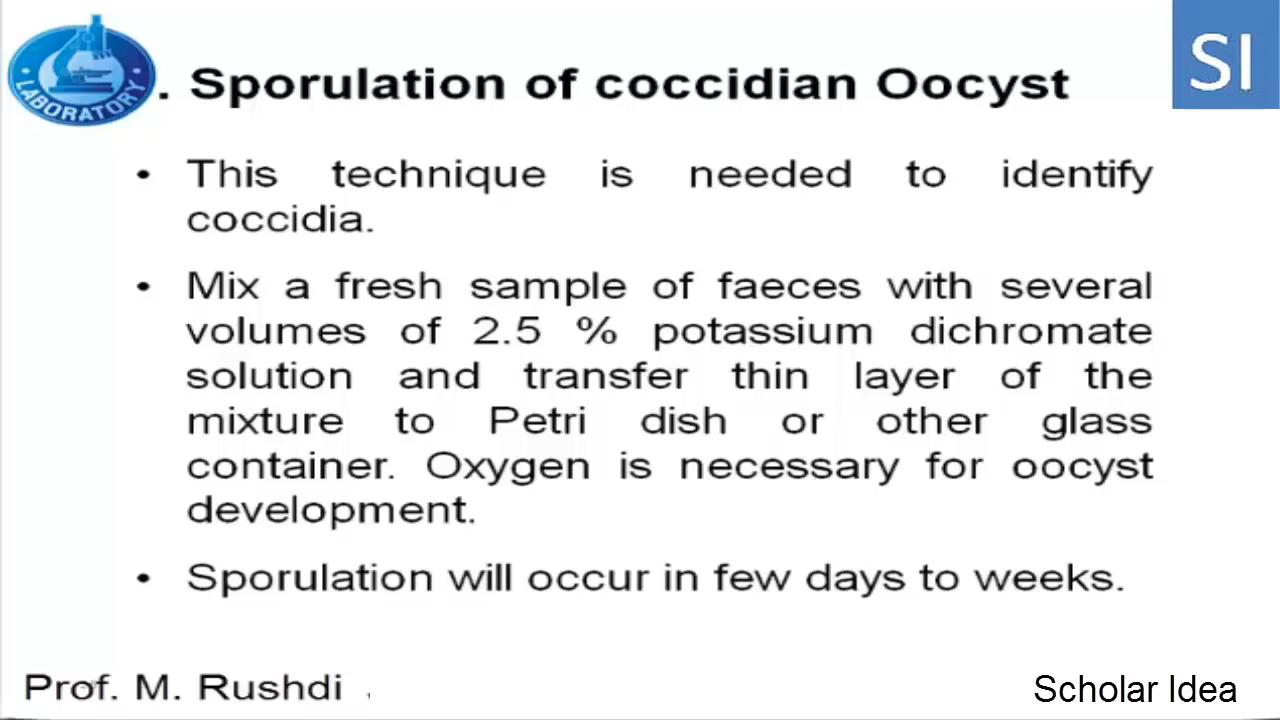 LABORATORY
SI
. Sporulation of coccidian Oocyst
• This technique is needed to identify
coccidia.
• Mix a fresh sample of faeces with several
volumes of 2.5 % potassium dichromate
solution and transfer thin layer of the
mixture to Petri dish or other glass
container. Oxygen is necessary for oocyst
development.
• Sporulation will occur in few days to weeks.
Prof. M. Rushdi
Scholar Idea